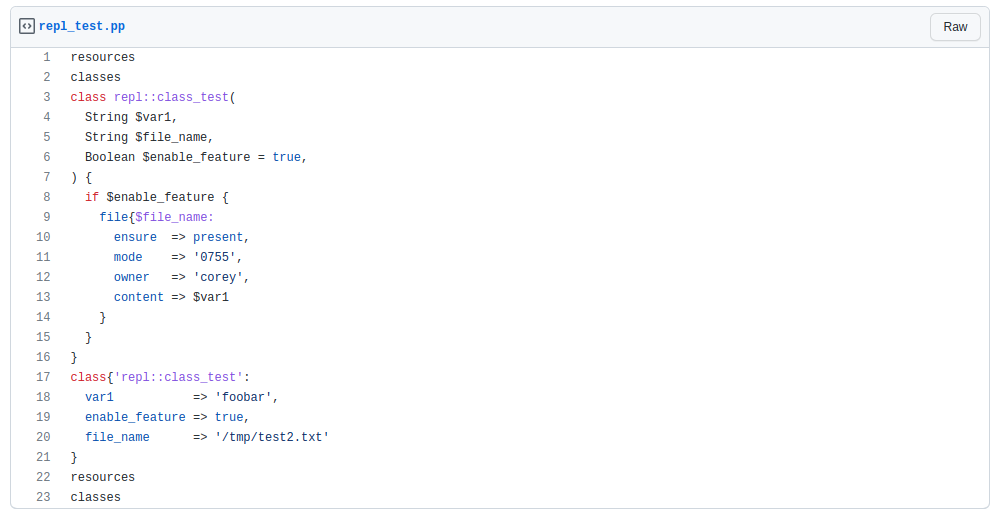 repl_test.pp
Raw
1 resources
2 classes
3 class repl::class_test(
4   String $var1,
5   String $file_name,
6   Boolean $enable_feature = true,
7 ) {
8   if $enable_feature {
9     file{$file_name:
10       ensure  => present,
11       mode    => '0755',
12       owner   => 'corey',
13       content => $var1
14     }
15   }
16 }
17 class{'repl::class_test':
18   var1           => 'foobar',
19   enable_feature => true,
20   file_name      => '/tmp/test2.txt'
21 }
22 resources
23 classes